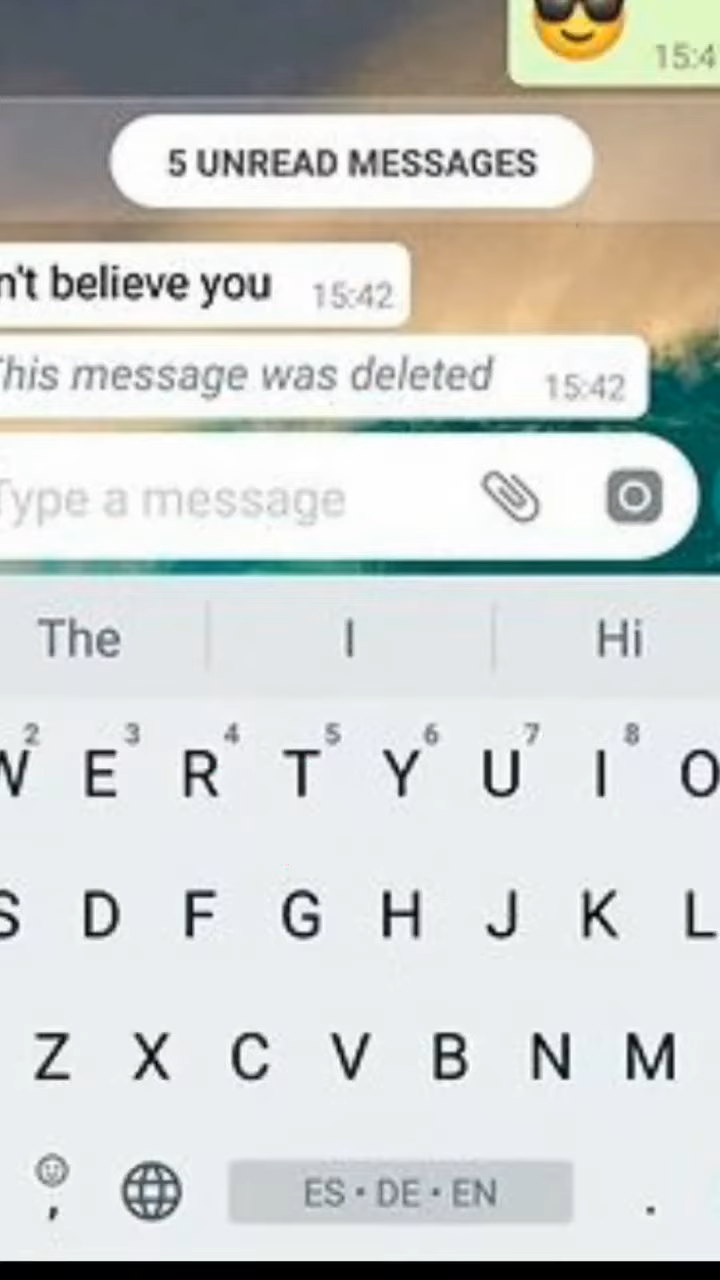 15:4
5 UNREAD MESSAGES
n't believe you 15:42
This message was deleted 15:42
Type a message
The I Hi
2 3 4 5 6 7 8
W E R T Y U I O
S D F G H J K L
Z X C V B N M
, ES • DE • EN .